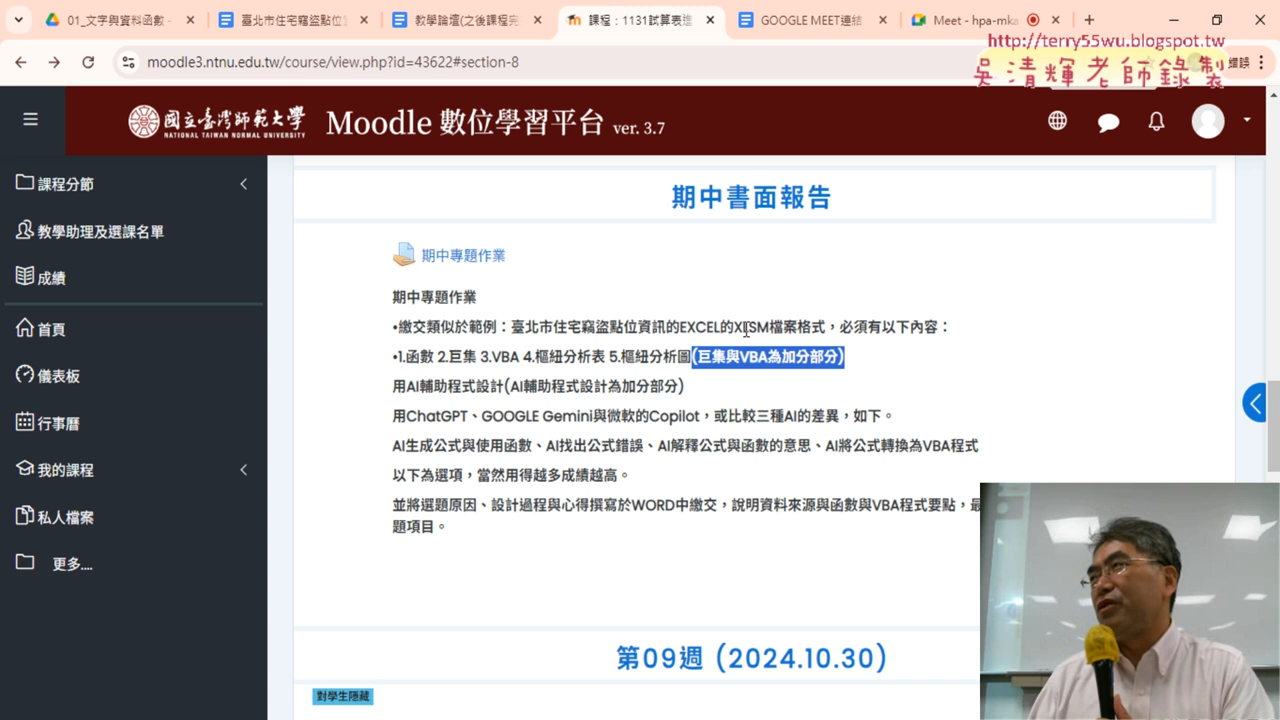 01_文字與資料函數 -
臺北市住宅竊盜點位
教學論壇(之後課程完
課程：1131試算表進
GOOGLE MEET連結
Meet - hpa-mk
moodle3.ntnu.edu.tw/course/view.php?id=43622#section-8
http://terry55wu.blogspot.tw
吳清輝老師錄製
國立臺灣師範大學
NATIONAL TAIWAN NORMAL UNIVERSITY
Moodle 數位學習平台 ver. 3.7
課程分節
教學助理及選課名單
成績
首頁
儀表板
行事曆
我的課程
私人檔案
更多....
期中書面報告
期中專題作業
期中專題作業
•繳交類似於範例：臺北市住宅竊盜點位資訊的EXCEL的XLSM檔案格式，必須有以下內容：
•1.函數 2.巨集 3.VBA 4.樞紐分析表 5.樞紐分析圖(巨集與VBA為加分部分)
用AI輔助程式設計(AI輔助程式設計為加分部分)
用ChatGPT、GOOGLE Gemini與微軟的Copilot，或比較三種AI的差異，如下。
AI生成公式與使用函數、AI找出公式錯誤、AI解釋公式與函數的意思、AI將公式轉換為VBA程式
以下為選項，當然用得越多成績越高。
並將選題原因、設計過程與心得撰寫於WORD中繳交，說明資料來源與函數與VBA程式要點，最
題項目。
第09週 (2024.10.30)
對學生隱藏